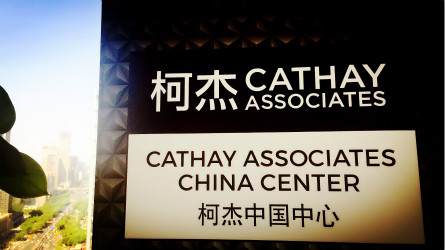 柯杰 CATHAY
ASSOCIATES
CATHAY ASSOCIATES
CHINA CENTER
柯杰中国中心